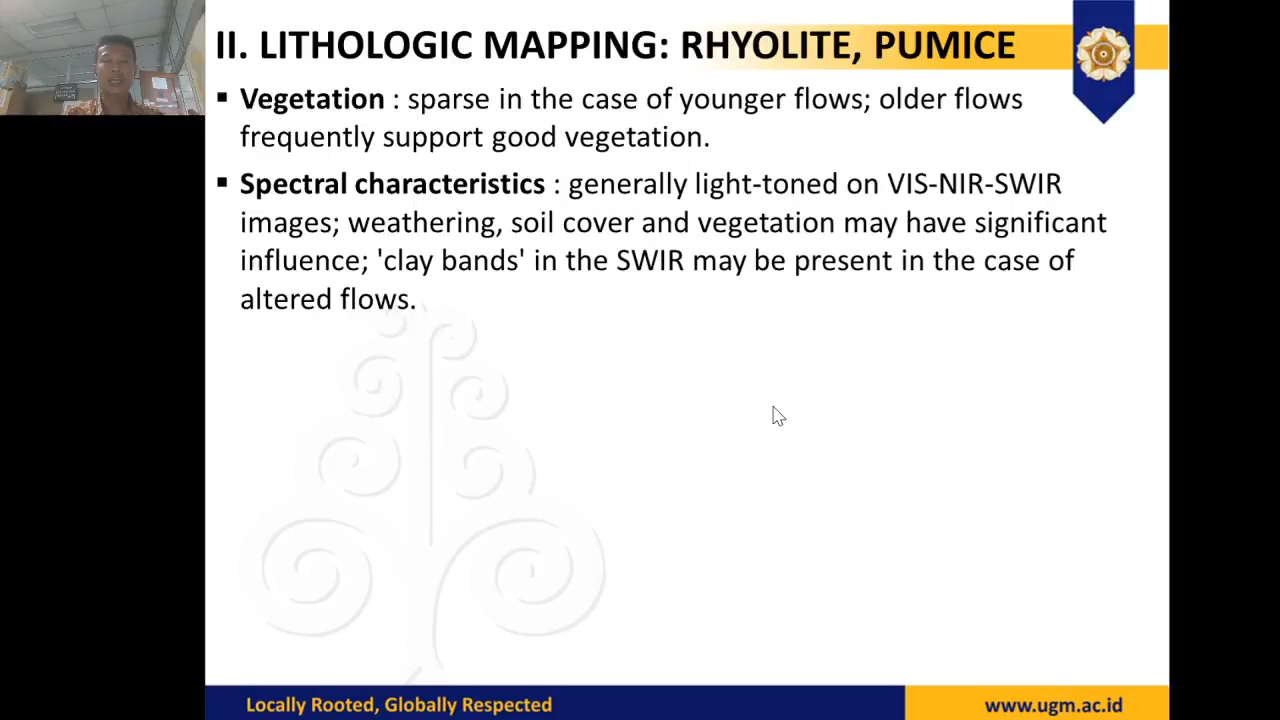 II. LITHOLOGIC MAPPING: RHYOLITE, PUMICE
▪ Vegetation : sparse in the case of younger flows; older flows
frequently support good vegetation.
▪ Spectral characteristics : generally light-toned on VIS-NIR-SWIR
images; weathering, soil cover and vegetation may have significant
influence; 'clay bands' in the SWIR may be present in the case of
altered flows.
Locally Rooted, Globally Respected
www.ugm.ac.id